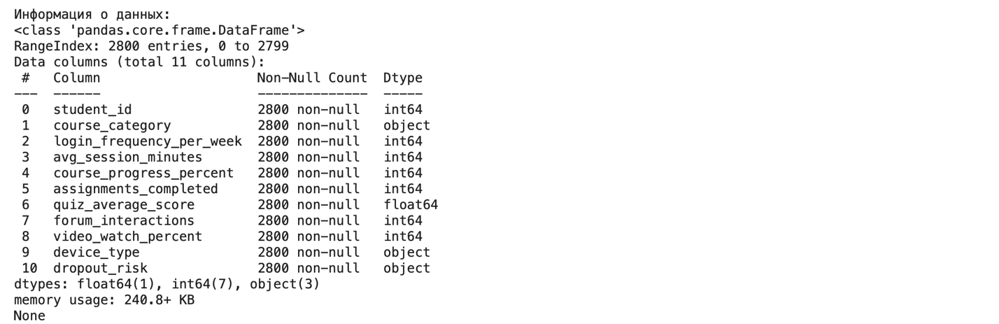 Информация о данных:
<class 'pandas.core.frame.DataFrame'>
RangeIndex: 2800 entries, 0 to 2799
Data columns (total 11 columns):
 #   Column                    Non-Null Count  Dtype
---  ------                    --------------  -----
 0   student_id                2800 non-null   int64
 1   course_category           2800 non-null   object
 2   login_frequency_per_week  2800 non-null   int64
 3   avg_session_minutes       2800 non-null   int64
 4   course_progress_percent   2800 non-null   int64
 5   assignments_completed     2800 non-null   int64
 6   quiz_average_score        2800 non-null   float64
 7   forum_interactions        2800 non-null   int64
 8   video_watch_percent       2800 non-null   int64
 9   device_type               2800 non-null   object
 10  dropout_risk              2800 non-null   object
dtypes: float64(1), int64(7), object(3)
memory usage: 240.8+ KB
None